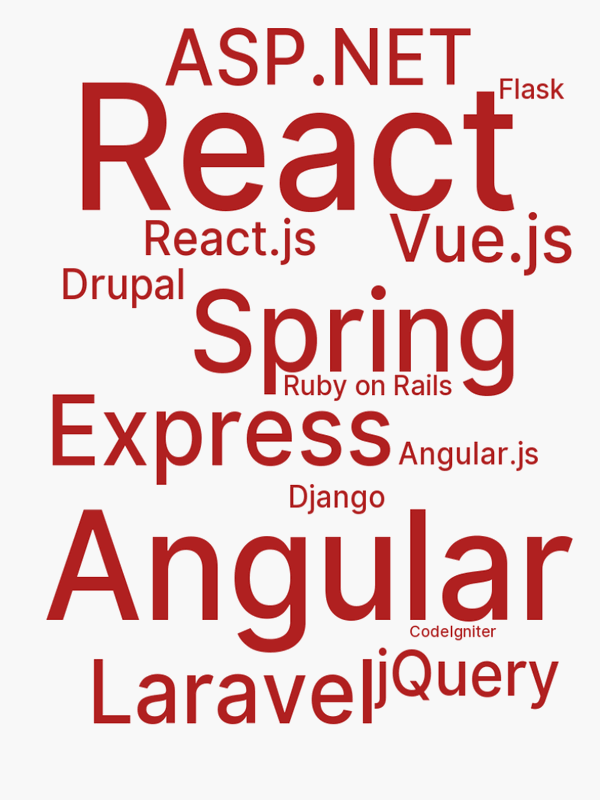 ASP.NET
Flask
React
React.js
Vue.js
Drupal
Spring
Ruby on Rails
Express
Angular.js
Django
Angular
CodeIgniter
jQuery
Laravel